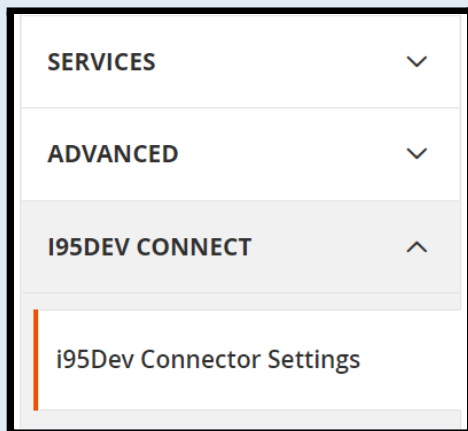 SERVICES
ADVANCED
I95DEV CONNECT
i95Dev Connector Settings